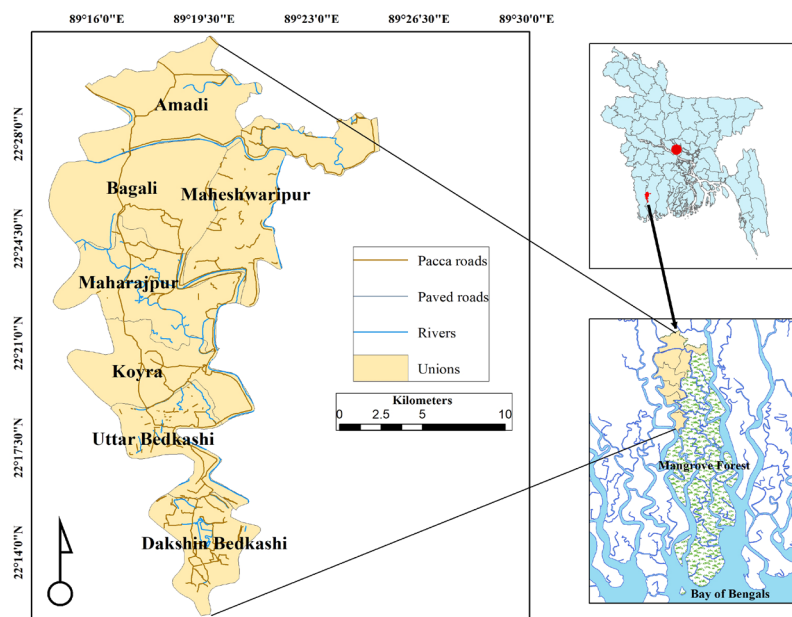 89°16'0"E 89°19'30"E 89°23'0"E 89°26'30"E 89°30'0"E
22°28'0"N
22°24'30"N
22°21'0"N
22°17'30"N
22°14'0"N
Amadi
Bagali
Maheshwaripur
Maharajpur
Koyra
Uttar Bedkashi
Dakshin Bedkashi
Pacca roads
Paved roads
Rivers
Unions
Kilometers
0 2.5 5 10
Mangrove Forest
Bay of Bengals